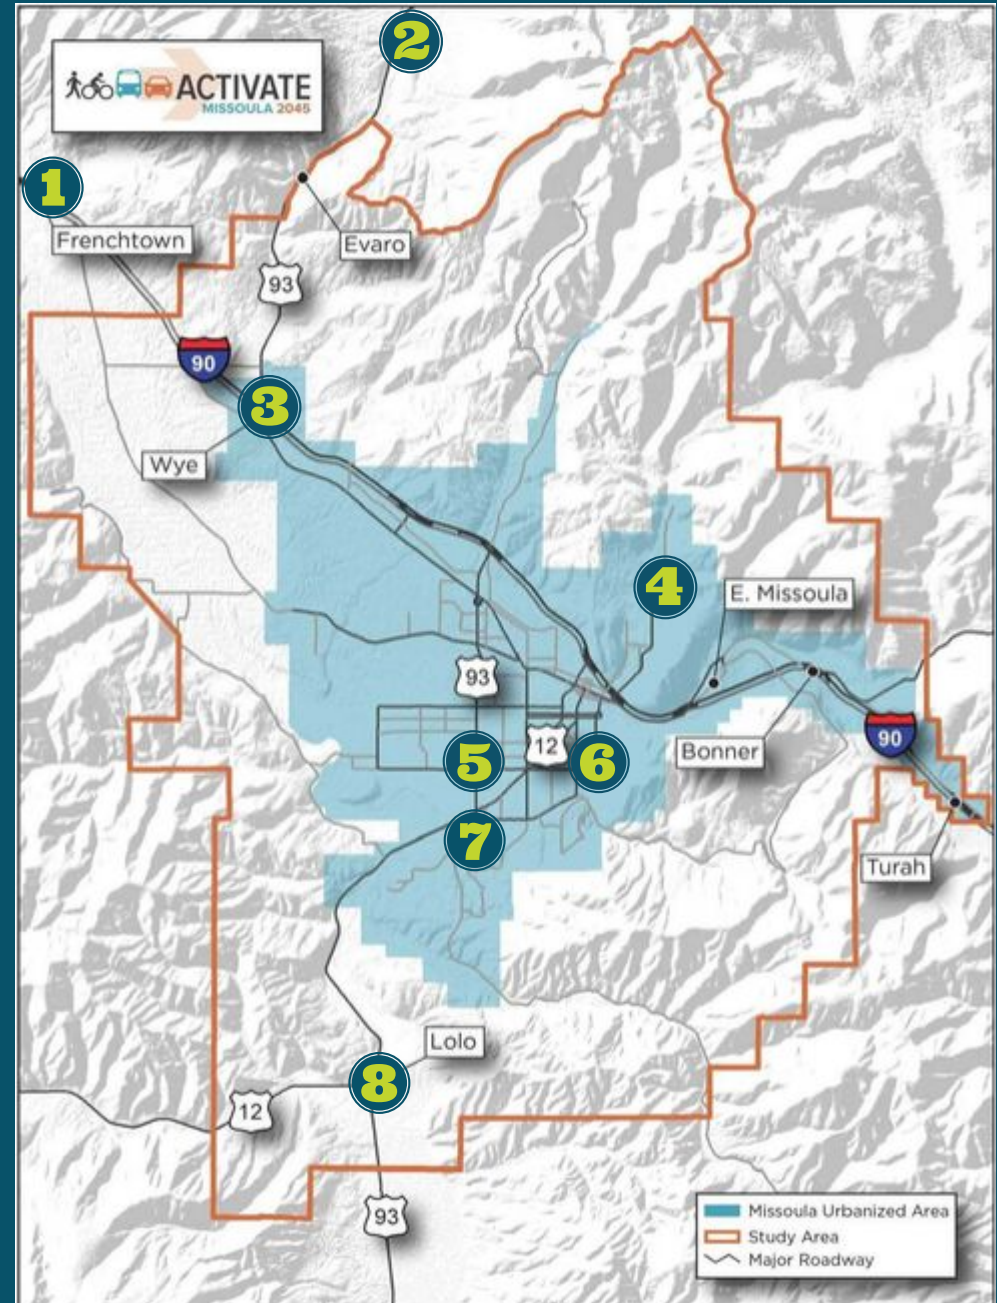 2
ACTIVATE
MISSOULA 2045
1
Frenchtown
Evaro
93
90
3
Wye
4
E. Missoula
93
12
5
6
Bonner
90
7
Turah
Lolo
8
12
93
Missoula Urbanized Area
Study Area
Major Roadway